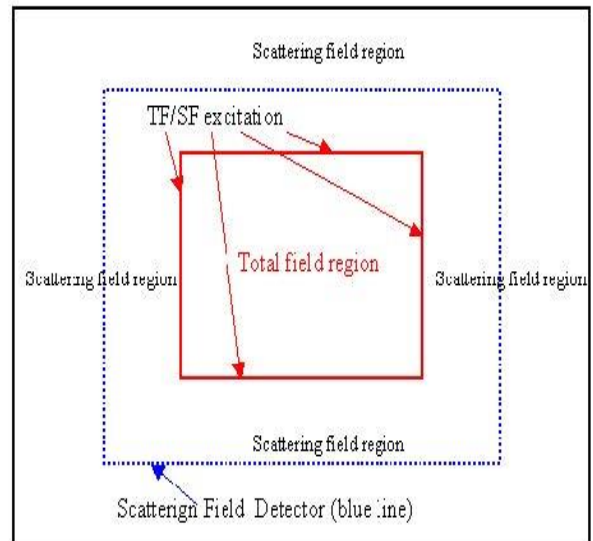 Scattering field region
TF/SF excitation
Total field region
Scattering field region
Scattering field region
Scattering field region
Scatterign Field Detector (blue line)